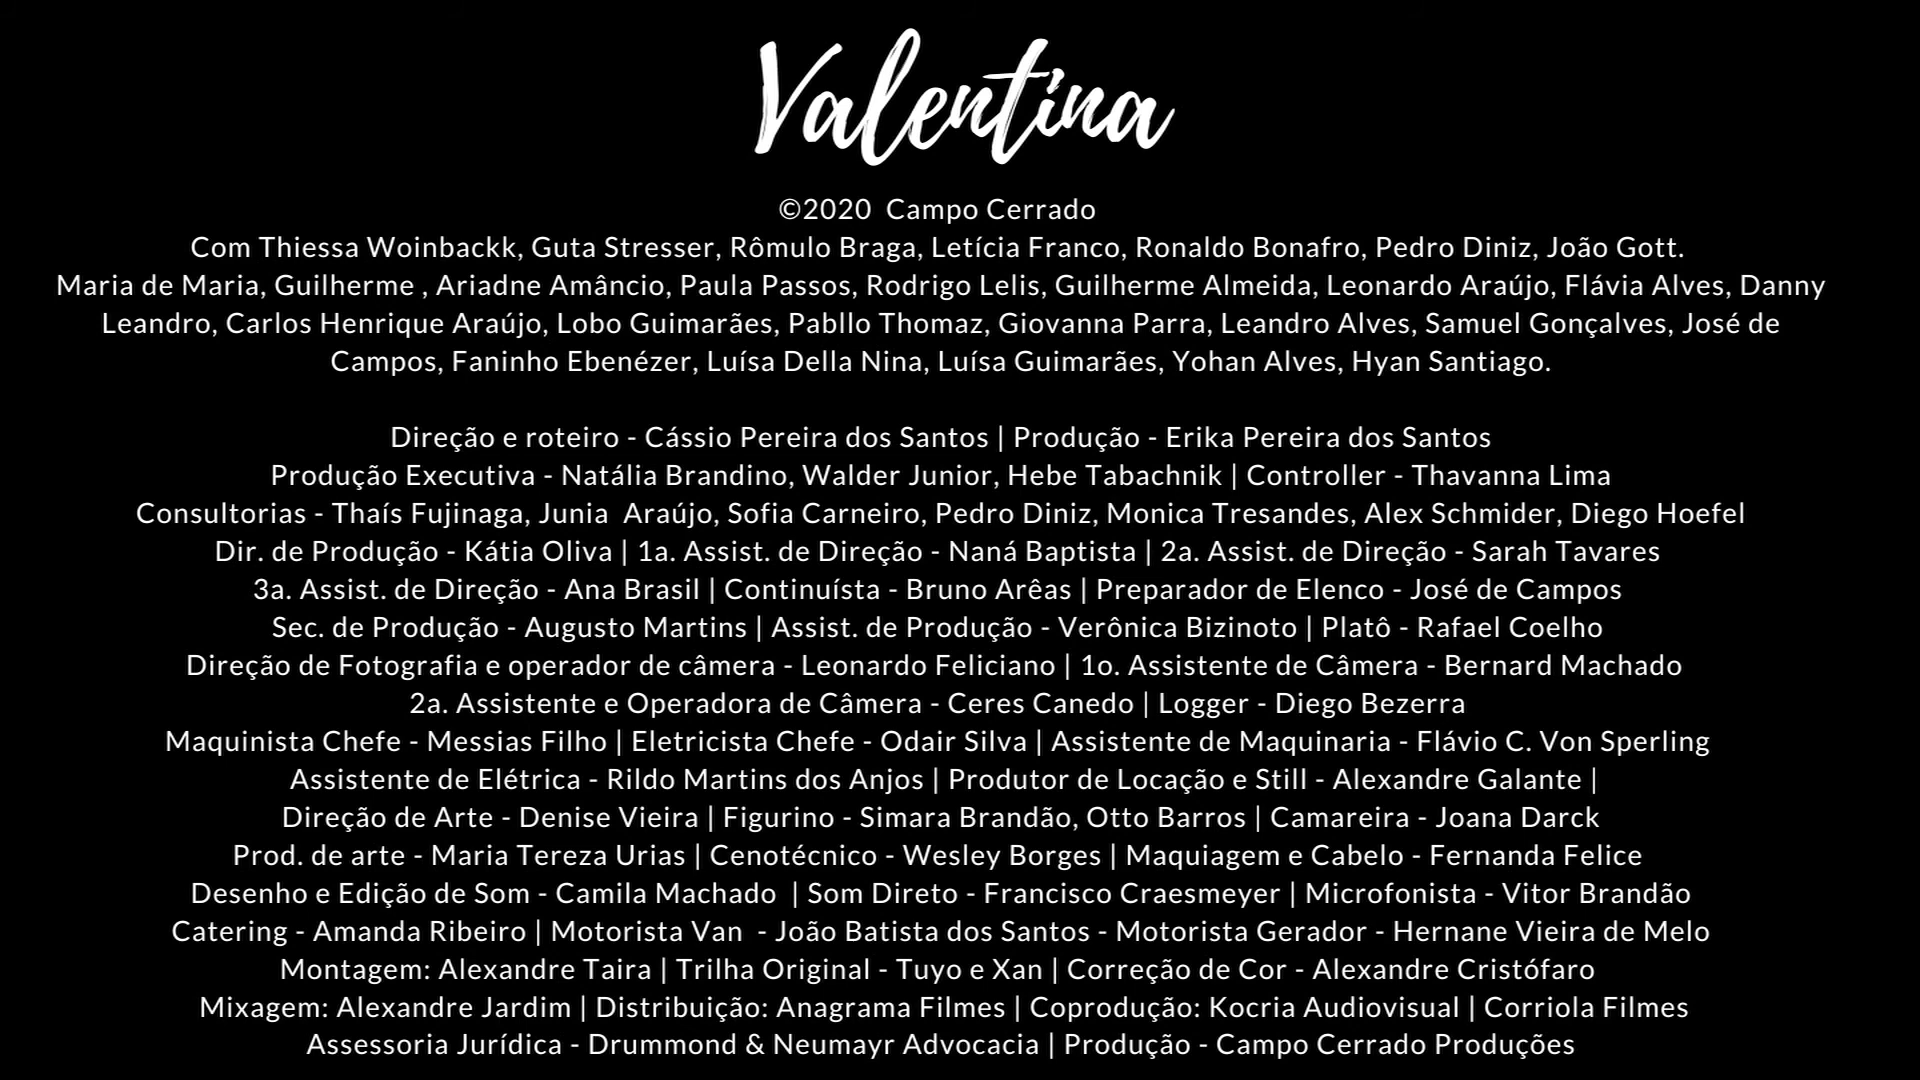 Valentina
©2020 Campo Cerrado
Com Thiessa Woinbackk, Guta Stresser, Rômulo Braga, Letícia Franco, Ronaldo Bonafro, Pedro Diniz, João Gott.
Maria de Maria, Guilherme , Ariadne Amâncio, Paula Passos, Rodrigo Lelis, Guilherme Almeida, Leonardo Araújo, Flávia Alves, Danny
Leandro, Carlos Henrique Araújo, Lobo Guimarães, Pabllo Thomaz, Giovanna Parra, Leandro Alves, Samuel Gonçalves, José de
Campos, Faninho Ebenézer, Luísa Della Nina, Luísa Guimarães, Yohan Alves, Hyan Santiago.
Direção e roteiro - Cássio Pereira dos Santos | Produção - Erika Pereira dos Santos
Produção Executiva - Natália Brandino, Walder Junior, Hebe Tabachnik | Controller - Thavanna Lima
Consultorias - Thaís Fujinaga, Junia Araújo, Sofia Carneiro, Pedro Diniz, Monica Tresandes, Alex Schmider, Diego Hoefel
Dir. de Produção - Kátia Oliva | 1a. Assist. de Direção - Naná Baptista | 2a. Assist. de Direção - Sarah Tavares
3a. Assist. de Direção - Ana Brasil | Continuísta - Bruno Arêas | Preparador de Elenco - José de Campos
Sec. de Produção - Augusto Martins | Assist. de Produção - Verônica Bizinoto | Platô - Rafael Coelho
Direção de Fotografia e operador de câmera - Leonardo Feliciano | 1o. Assistente de Câmera - Bernard Machado
2a. Assistente e Operadora de Câmera - Ceres Canedo | Logger - Diego Bezerra
Maquinista Chefe - Messias Filho | Eletricista Chefe - Odair Silva | Assistente de Maquinaria - Flávio C. Von Sperling
Assistente de Elétrica - Rildo Martins dos Anjos | Produtor de Locação e Still - Alexandre Galante |
Direção de Arte - Denise Vieira | Figurino - Simara Brandão, Otto Barros | Camareira - Joana Darck
Prod. de arte - Maria Tereza Urias | Cenotécnico - Wesley Borges | Maquiagem e Cabelo - Fernanda Felice
Desenho e Edição de Som - Camila Machado | Som Direto - Francisco Craesmeyer | Microfonista - Vitor Brandão
Catering - Amanda Ribeiro | Motorista Van - João Batista dos Santos - Motorista Gerador - Hernane Vieira de Melo
Montagem: Alexandre Taira | Trilha Original - Tuyo e Xan | Correção de Cor - Alexandre Cristófaro
Mixagem: Alexandre Jardim | Distribuição: Anagrama Filmes | Coprodução: Kocria Audiovisual | Corriola Filmes
Assessoria Jurídica - Drummond & Neumayr Advocacia | Produção - Campo Cerrado Produções